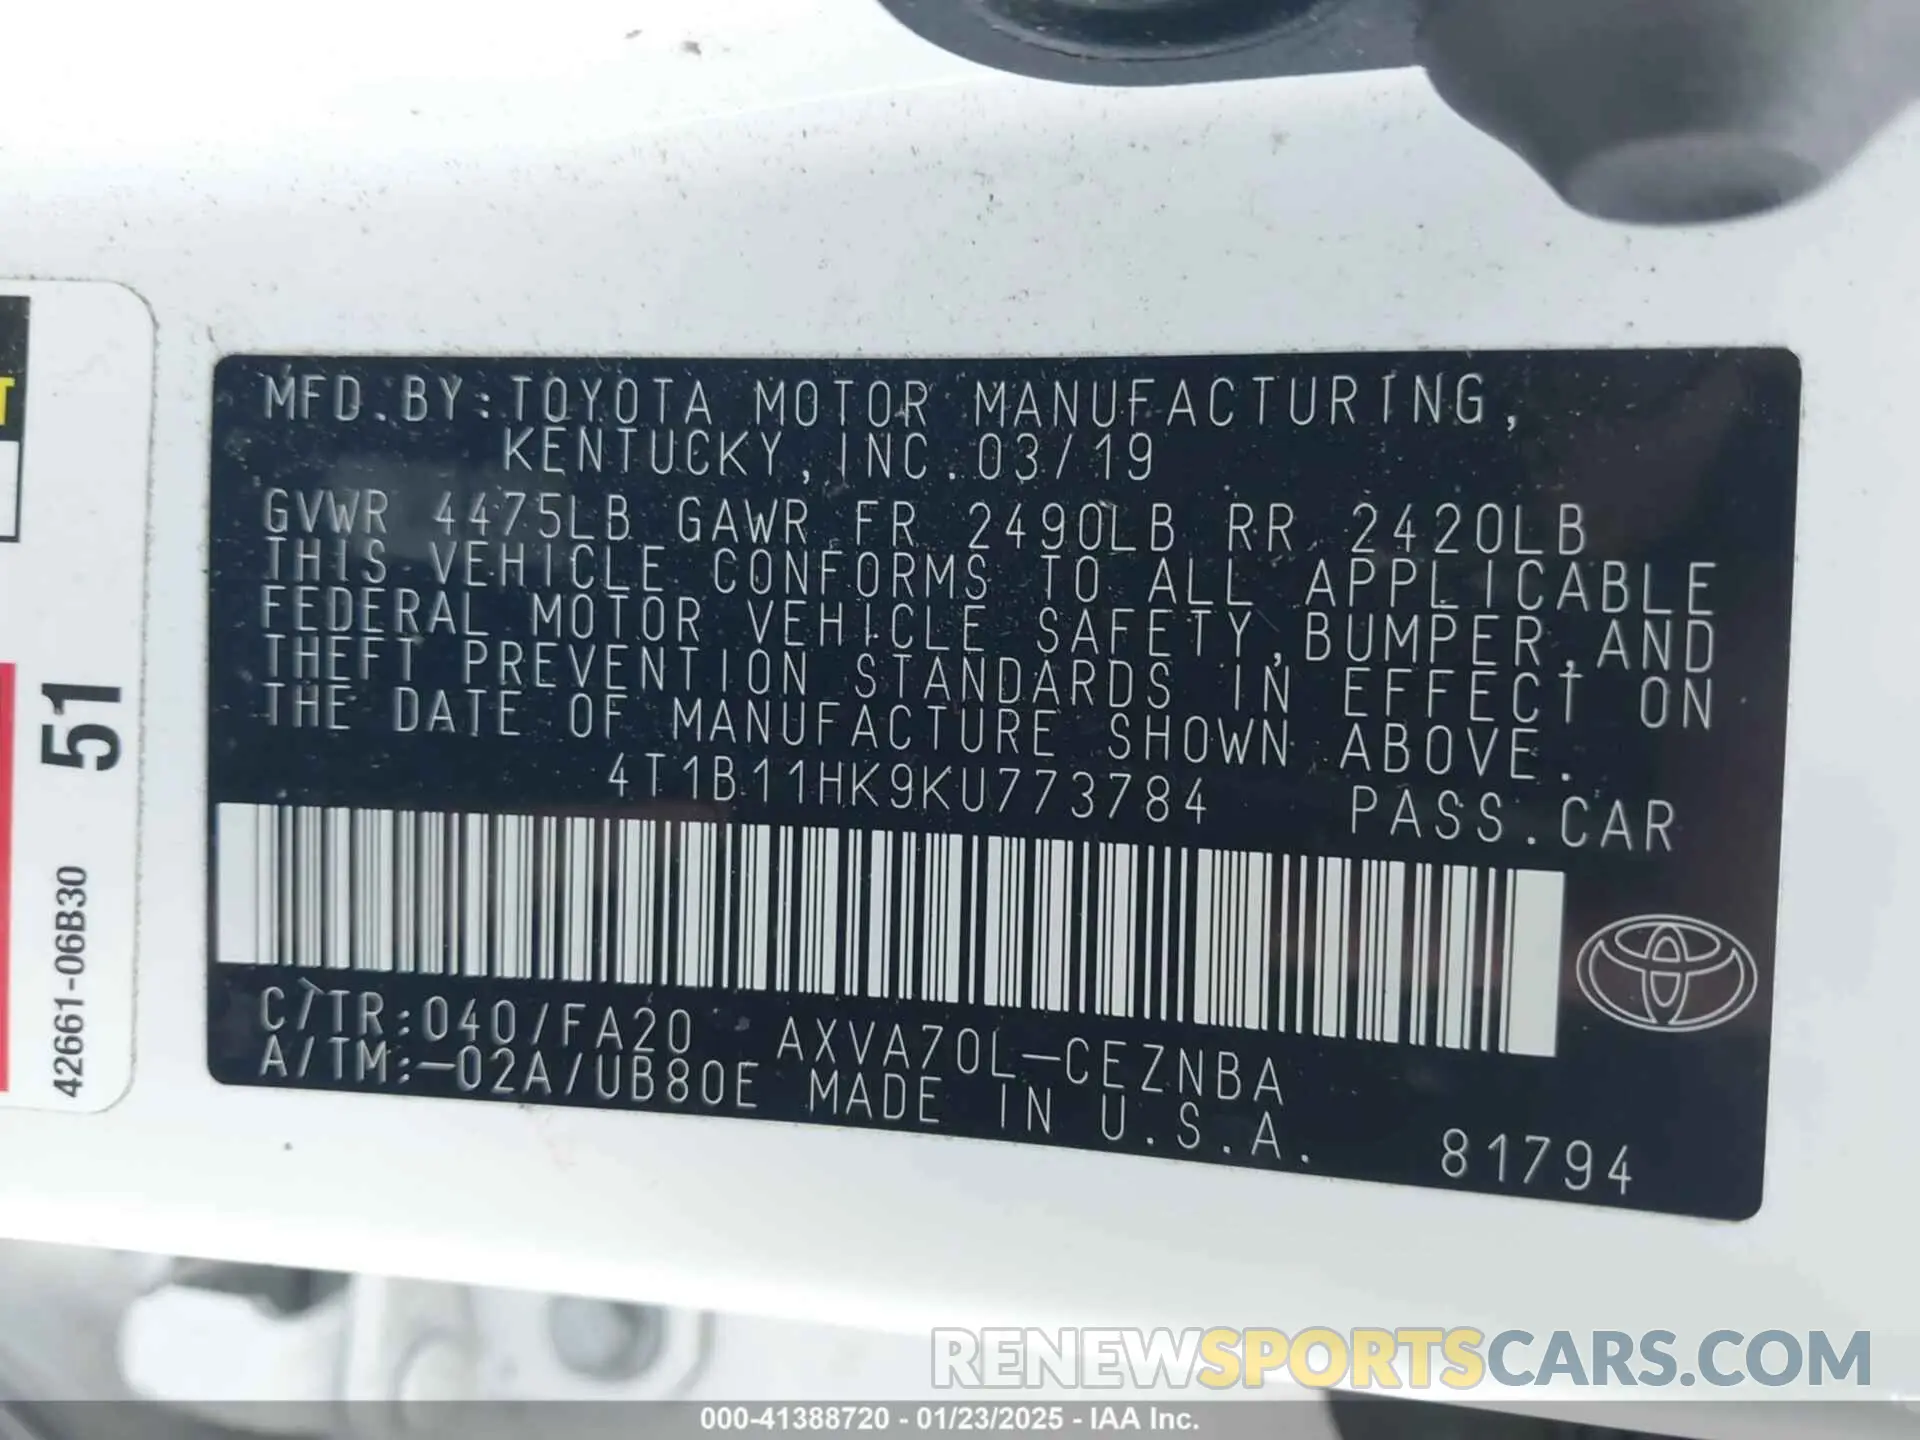 MFD.BY:TOYOTA MOTOR MANUFACTURING,
KENTUCKY,INC.03/19
GVWR 4475LB GAWR FR 2490LB RR 2420LB
THIS VEHICLE CONFORMS TO ALL APPLICABLE
FEDERAL MOTOR VEHICLE SAFETY,BUMPER,AND
THEFT PREVENTION STANDARDS IN EFFECT ON
THE DATE OF MANUFACTURE SHOWN ABOVE.
4T1B11HK9KU773784 PASS.CAR
C/TR:040/FA20 AXVA70L-CEZNBA
A/TM:-02A/UB80E MADE IN U.S.A.
81794
T
51
42661-06B30
RENEWSPORTSCARS.COM
000-41388720 - 01/23/2025 - IAA Inc.